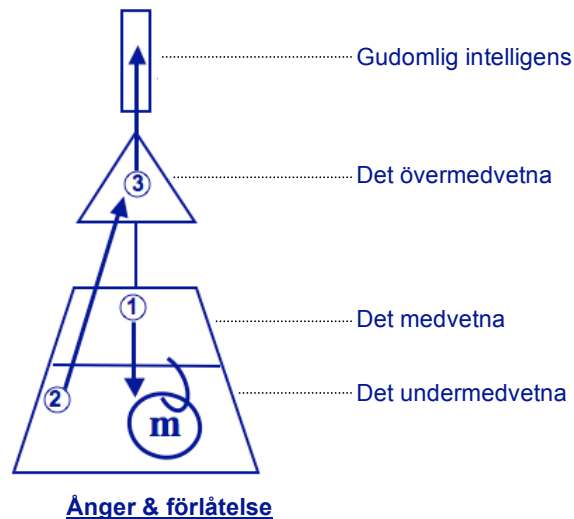 Gudomlig intelligens
3
Det övermedvetna
1
Det medvetna
2
Det undermedvetna
m
Ånger & förlåtelse